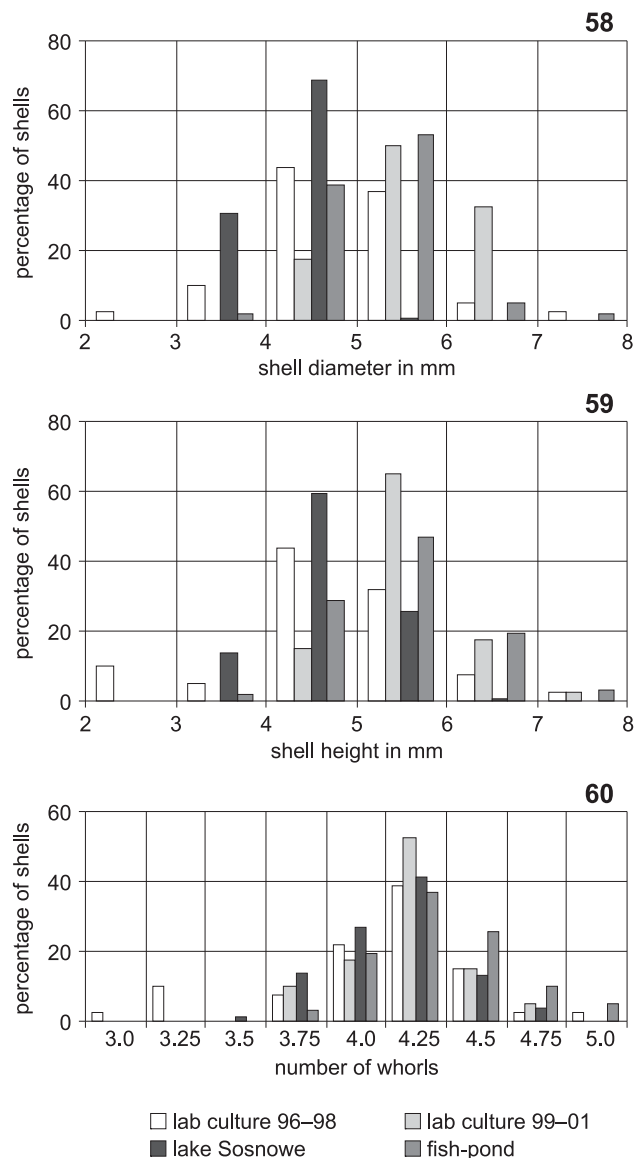 58
percentage of shells
80
60
40
20
0
2 3 4 5 6 7 8
shell diameter in mm
59
percentage of shells
80
60
40
20
0
2 3 4 5 6 7 8
shell height in mm
60
percentage of shells
60
40
20
0
3.0 3.25 3.5 3.75 4.0 4.25 4.5 4.75 5.0
number of whorls
lab culture 96–98 lab culture 99–01
lake Sosnowe fish-pond